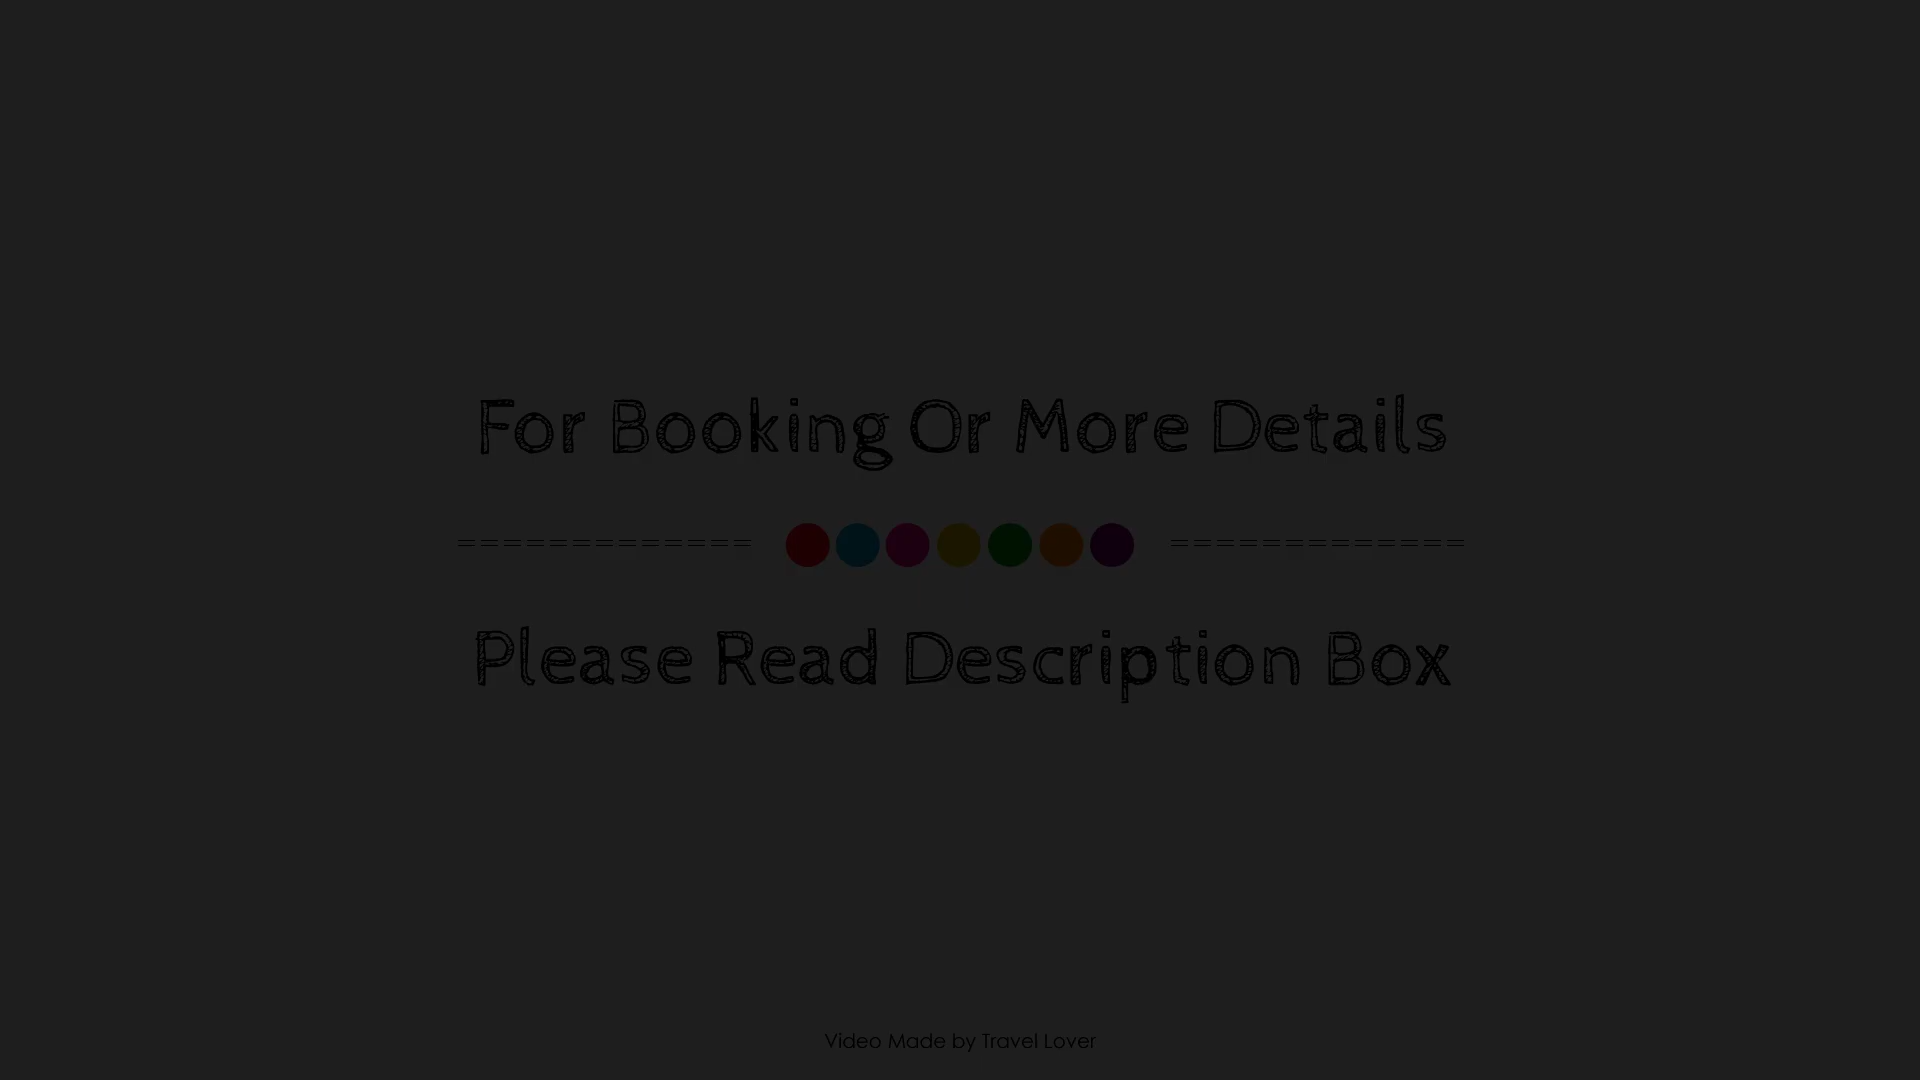 For Booking Or More Details
============= =============
Please Read Description Box
Video Made by Travel Lover